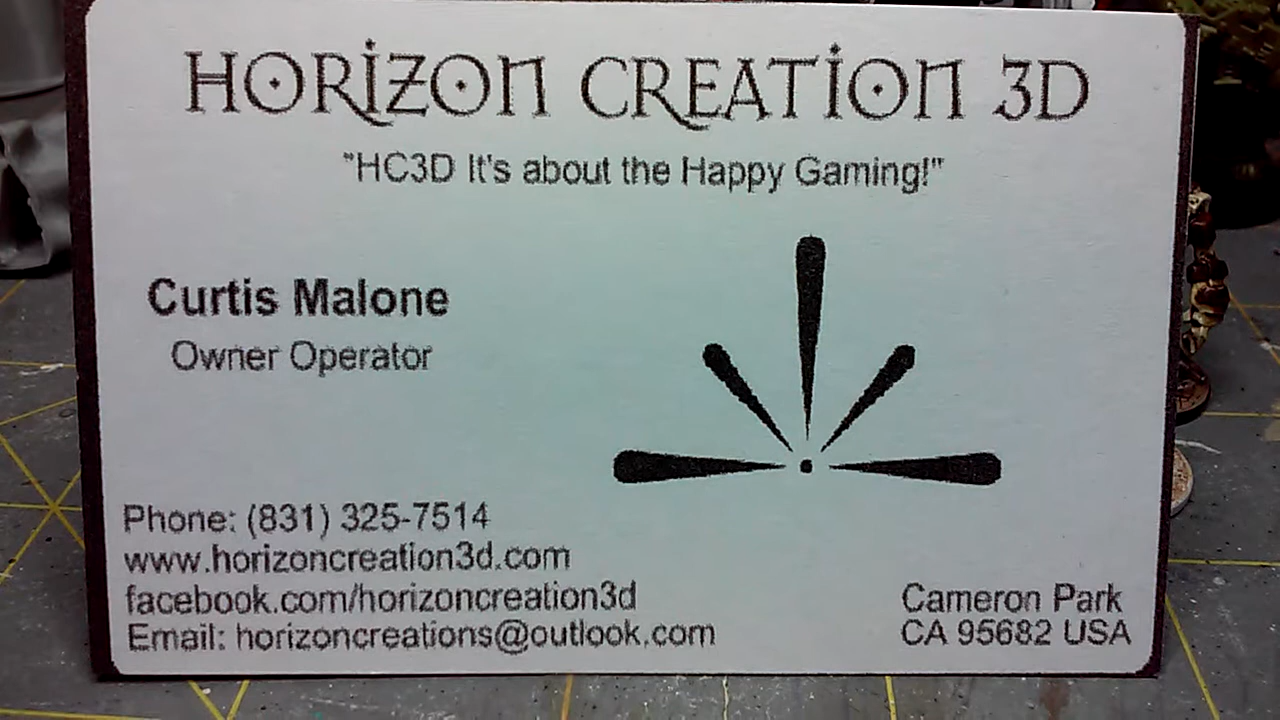 HORIZON CREATION 3D
"HC3D It's about the Happy Gaming!"
Curtis Malone
Owner Operator
Phone: (831) 325-7514
www.horizoncreation3d.com
facebook.com/horizoncreation3d
Email: horizoncreations@outlook.com
Cameron Park
CA 95682 USA